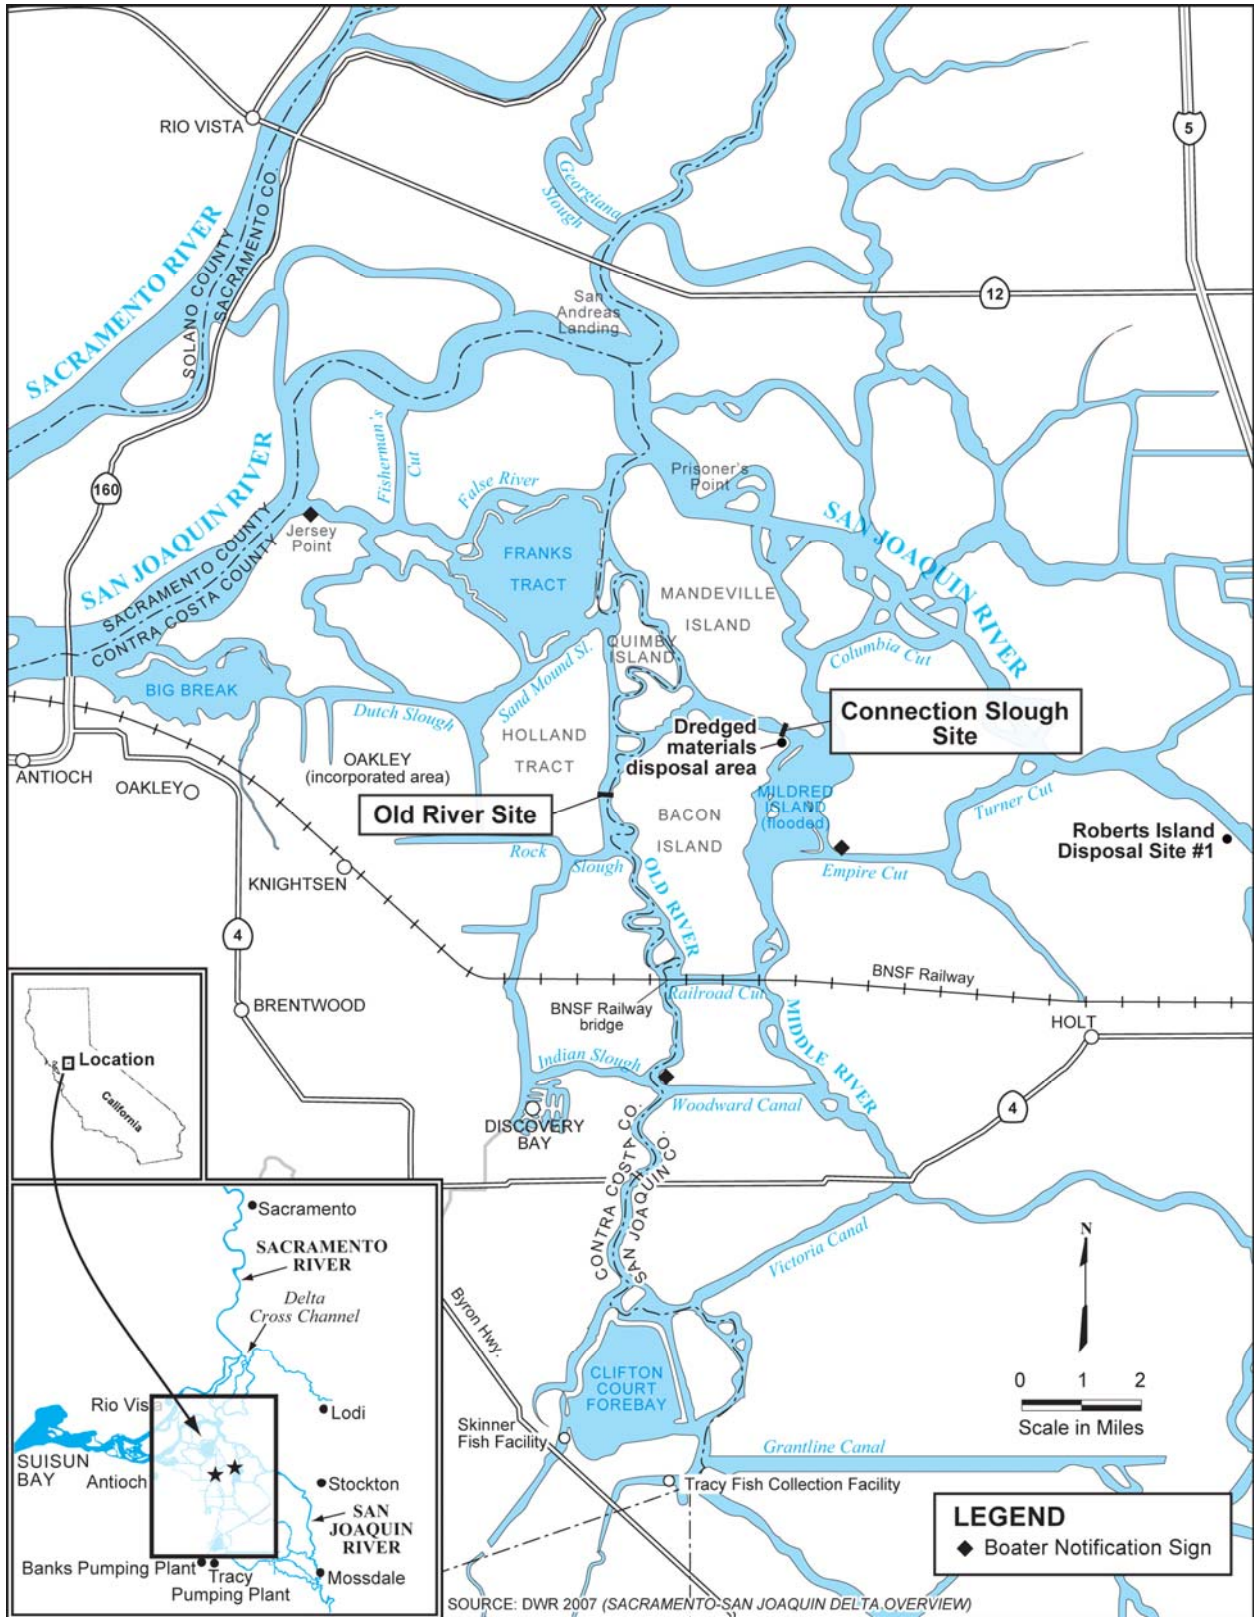 RIO VISTA
5
Georgiana
Slough
SACRAMENTO RIVER
SOLANO COUNTY
SACRAMENTO CO.
12
San
Andreas
Landing
160
SAN JOAQUIN RIVER
SACRAMENTO COUNTY
CONTRA COSTA COUNTY
Fisherman's
Cut
False River
Prisoner's
Point
SAN JOAQUIN RIVER
Jersey
Point
FRANKS
TRACT
MANDEVILLE
ISLAND
QUIMBY
ISLAND
Columbia Cut
BIG BREAK
Dutch Slough
Sand Mound Sl.
Connection Slough
Site
Dredged
materials
disposal area
HOLLAND
TRACT
ANTIOCH
OAKLEY
OAKLEY
(incorporated area)
Old River Site
MILDRED
ISLAND
(flooded)
BACON
ISLAND
Turner Cut
Roberts Island
Disposal Site #1
Rock
Slough
Empire Cut
KNIGHTSEN
OLD RIVER
4
BNSF Railway
BRENTWOOD
BNSF Railway
bridge
Railroad Cut
MIDDLE RIVER
HOLT
Indian Slough
Woodward Canal
4
DISCOVERY
BAY
CONTRA COSTA CO.
SAN JOAQUIN CO.
Victoria Canal
Byron Hwy.
CLIFTON
COURT
FOREBAY
Skinner
Fish Facility
Grantline Canal
Tracy Fish Collection Facility
N
0 1 2
Scale in Miles
LEGEND
Boater Notification Sign
Location
California
Sacramento
SACRAMENTO
RIVER
Delta
Cross Channel
Rio Vista
Lodi
SUISUN
BAY
Antioch
Stockton
SAN
JOAQUIN
RIVER
Banks Pumping Plant
Tracy
Pumping Plant
Mossdale
SOURCE: DWR 2007 (SACRAMENTO-SAN JOAQUIN DELTA OVERVIEW)